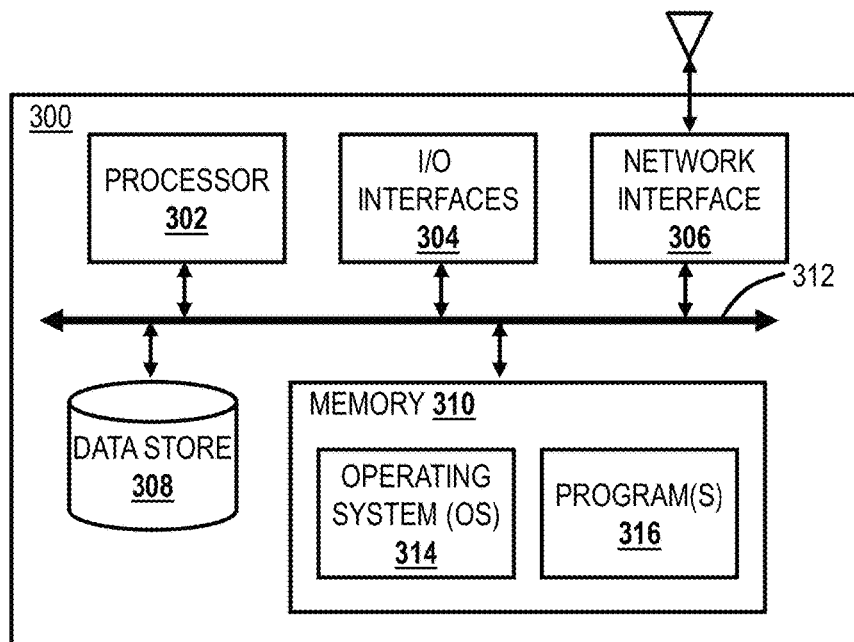 300
PROCESSOR
302
I/O
INTERFACES
304
NETWORK
INTERFACE
306
312
DATA STORE
308
MEMORY 310
OPERATING
SYSTEM (OS)
314
PROGRAM(S)
316